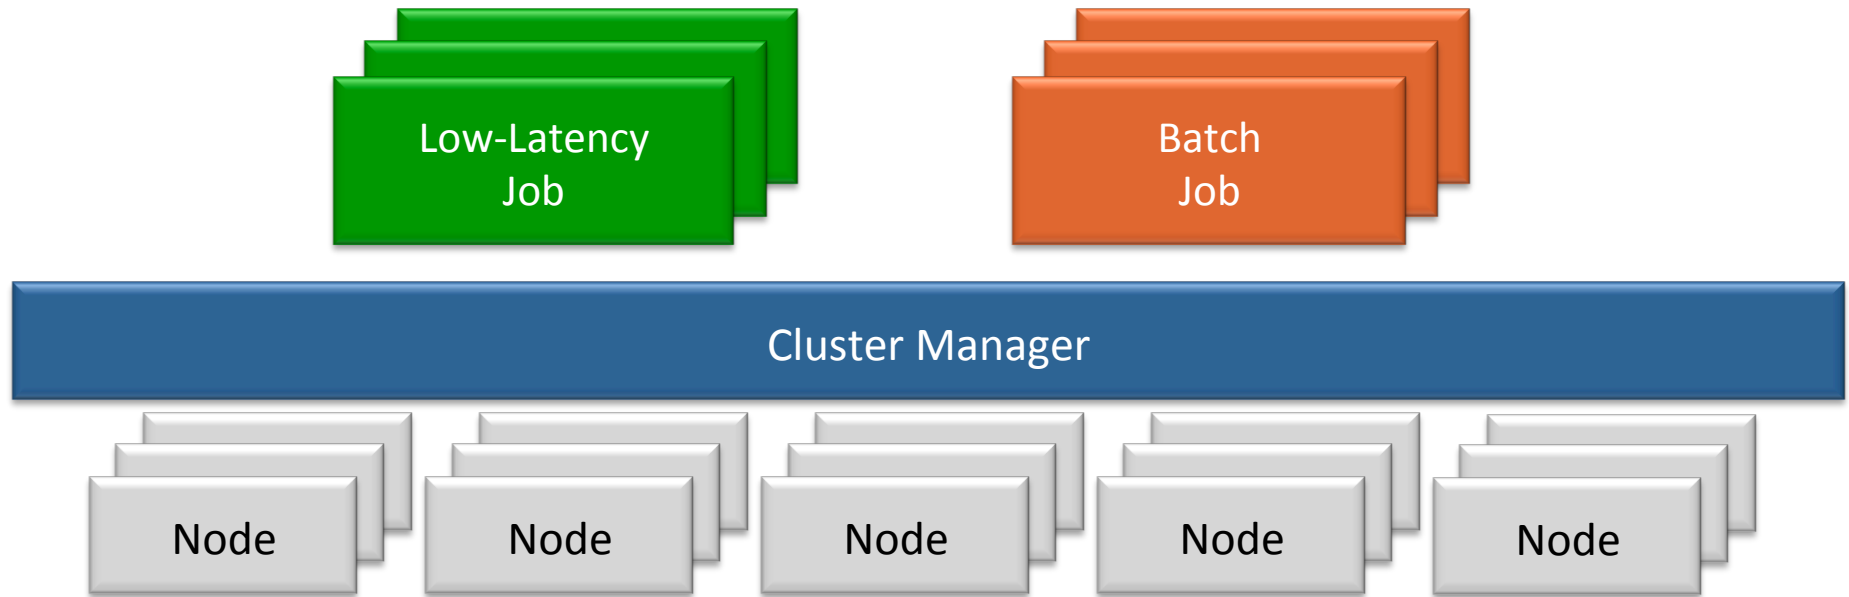 Low-Latency
Job
Batch
Job
Cluster Manager
Node
Node
Node
Node
Node